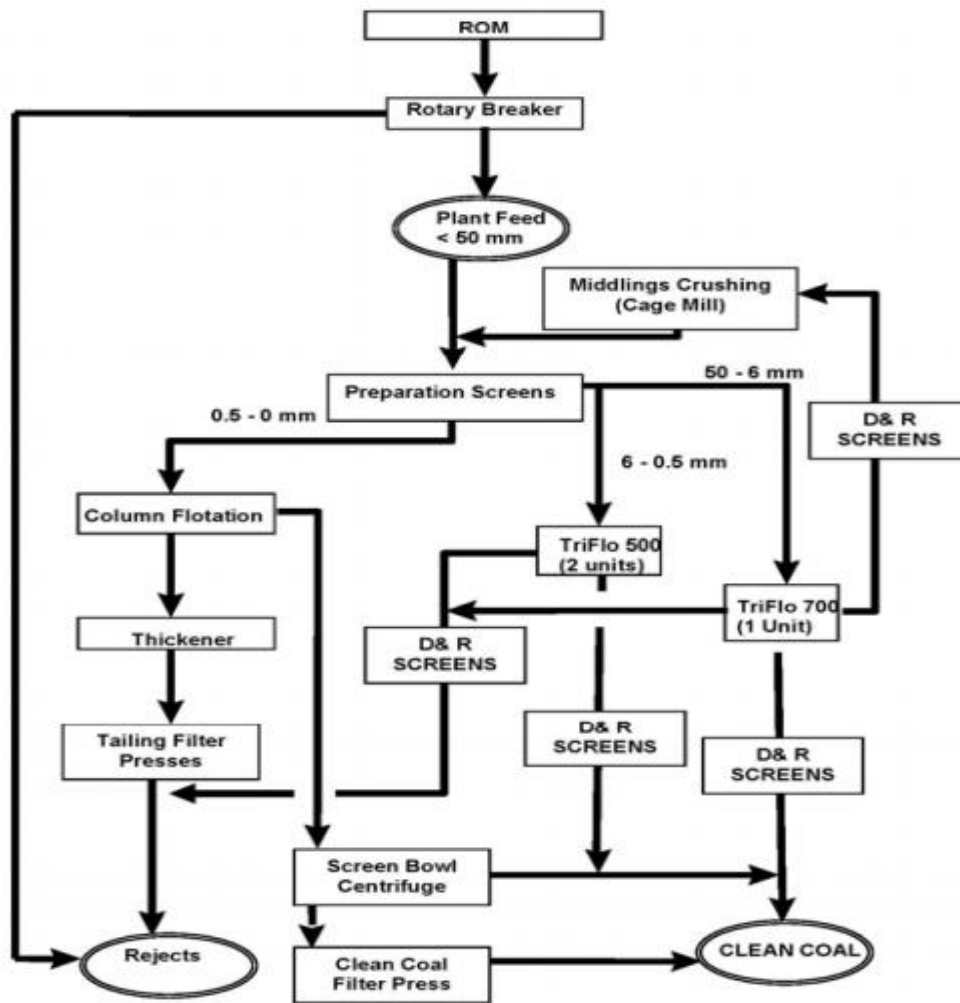 ROM
Rotary Breaker
Plant Feed
< 50 mm
Middlings Crushing
(Cage Mill)
50 - 6 mm
Preparation Screens
0.5 - 0 mm
D& R
SCREENS
6 - 0.5 mm
Column Flotation
TriFlo 500
(2 units)
TriFlo 700
(1 Unit)
Thickener
D& R
SCREENS
Tailing Filter
Presses
D& R
SCREENS
D& R
SCREENS
Screen Bowl
Centrifuge
Rejects
Clean Coal
Filter Press
CLEAN COAL